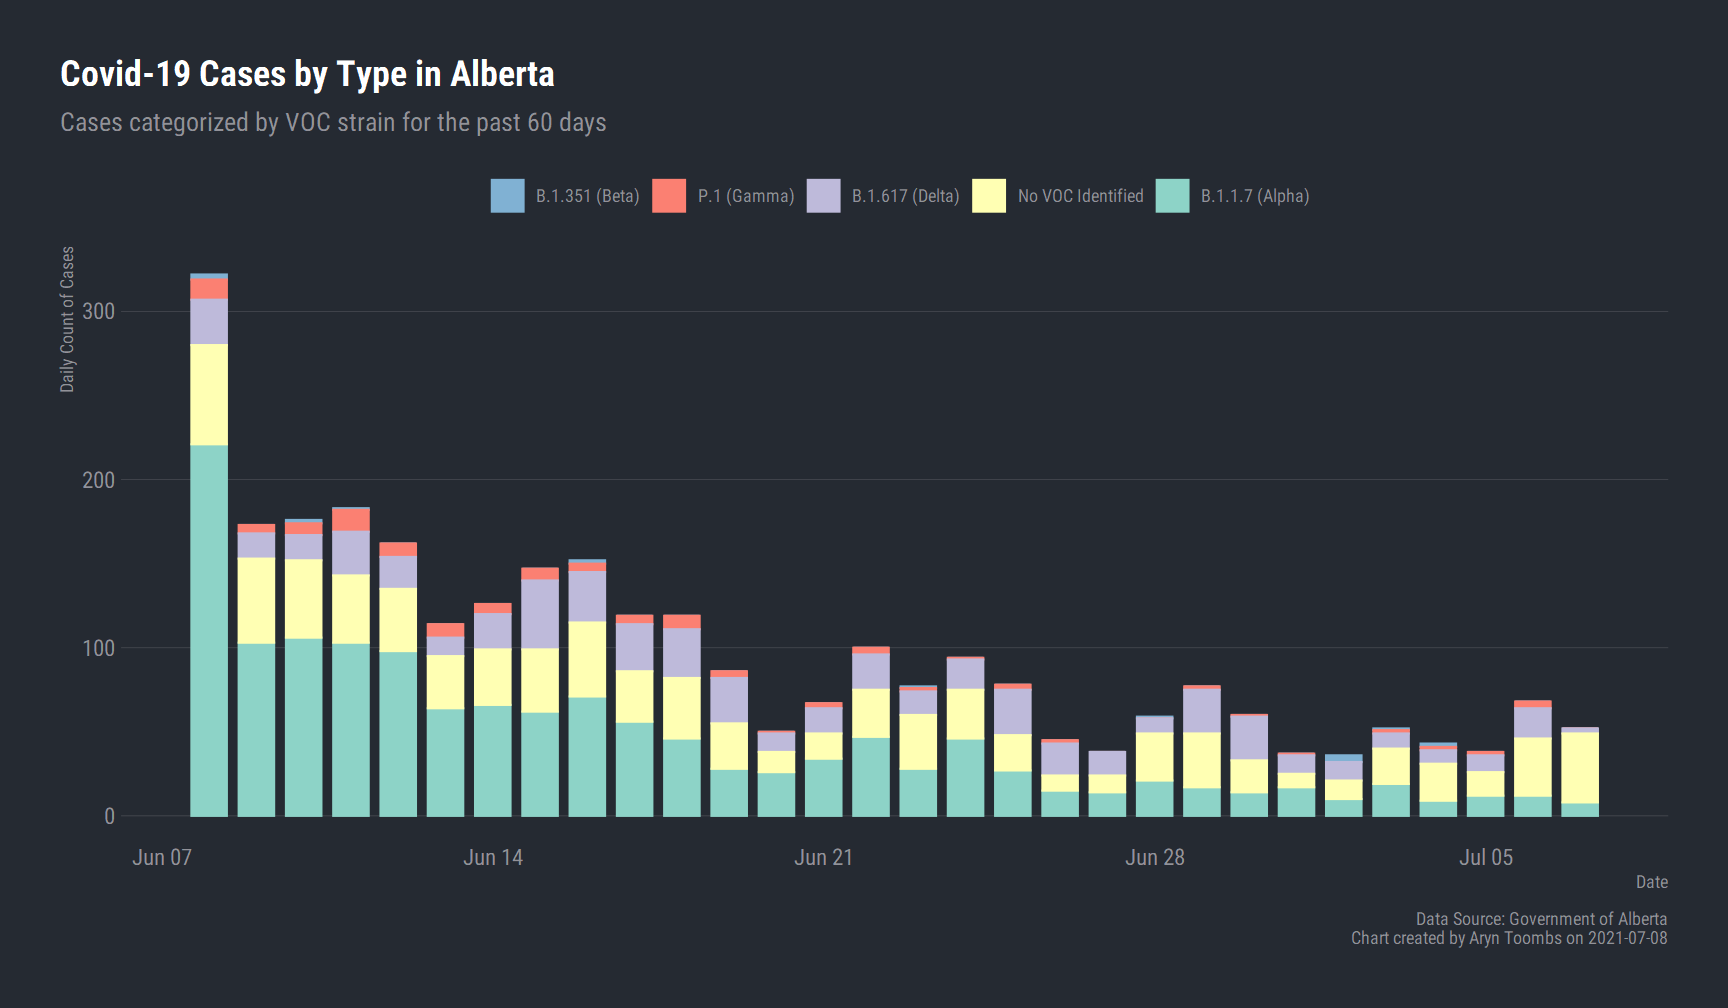 Covid-19 Cases by Type in Alberta
Cases categorized by VOC strain for the past 60 days
B.1.351 (Beta) P.1 (Gamma) B.1.617 (Delta) No VOC Identified B.1.1.7 (Alpha)
Daily Count of Cases
300
200
100
0
Jun 07 Jun 14 Jun 21 Jun 28 Jul 05
Date
Data Source: Government of Alberta
Chart created by Aryn Toombs on 2021-07-08